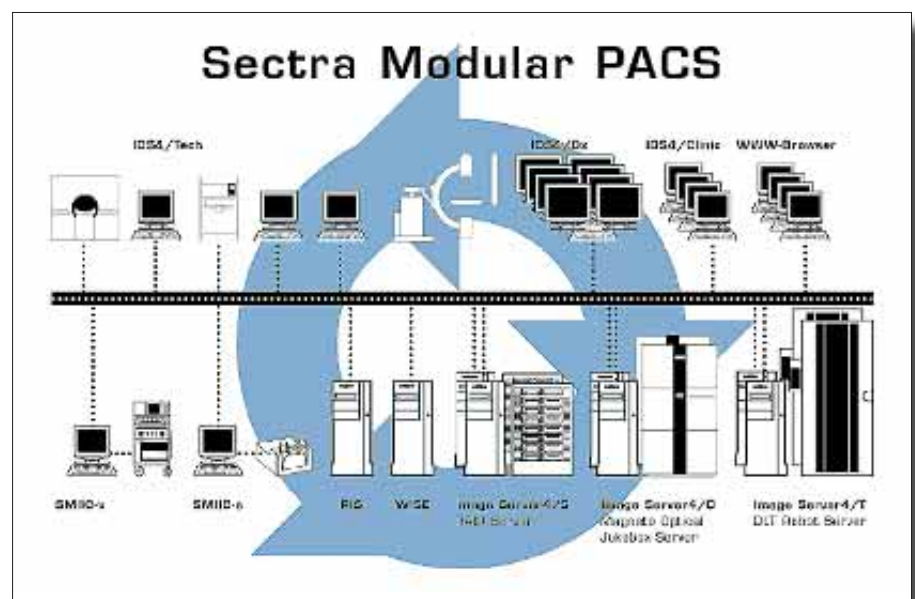 Sectra Modular PACS
IDS4/Tech
IDS4/Dx
IDS4/Clinic
WWW-Browser
RIS
WISE
Image Server4/S
Image Server4/O
Magneto Optical
Jukebox Server
Image Server4/T
DLT Robot Server